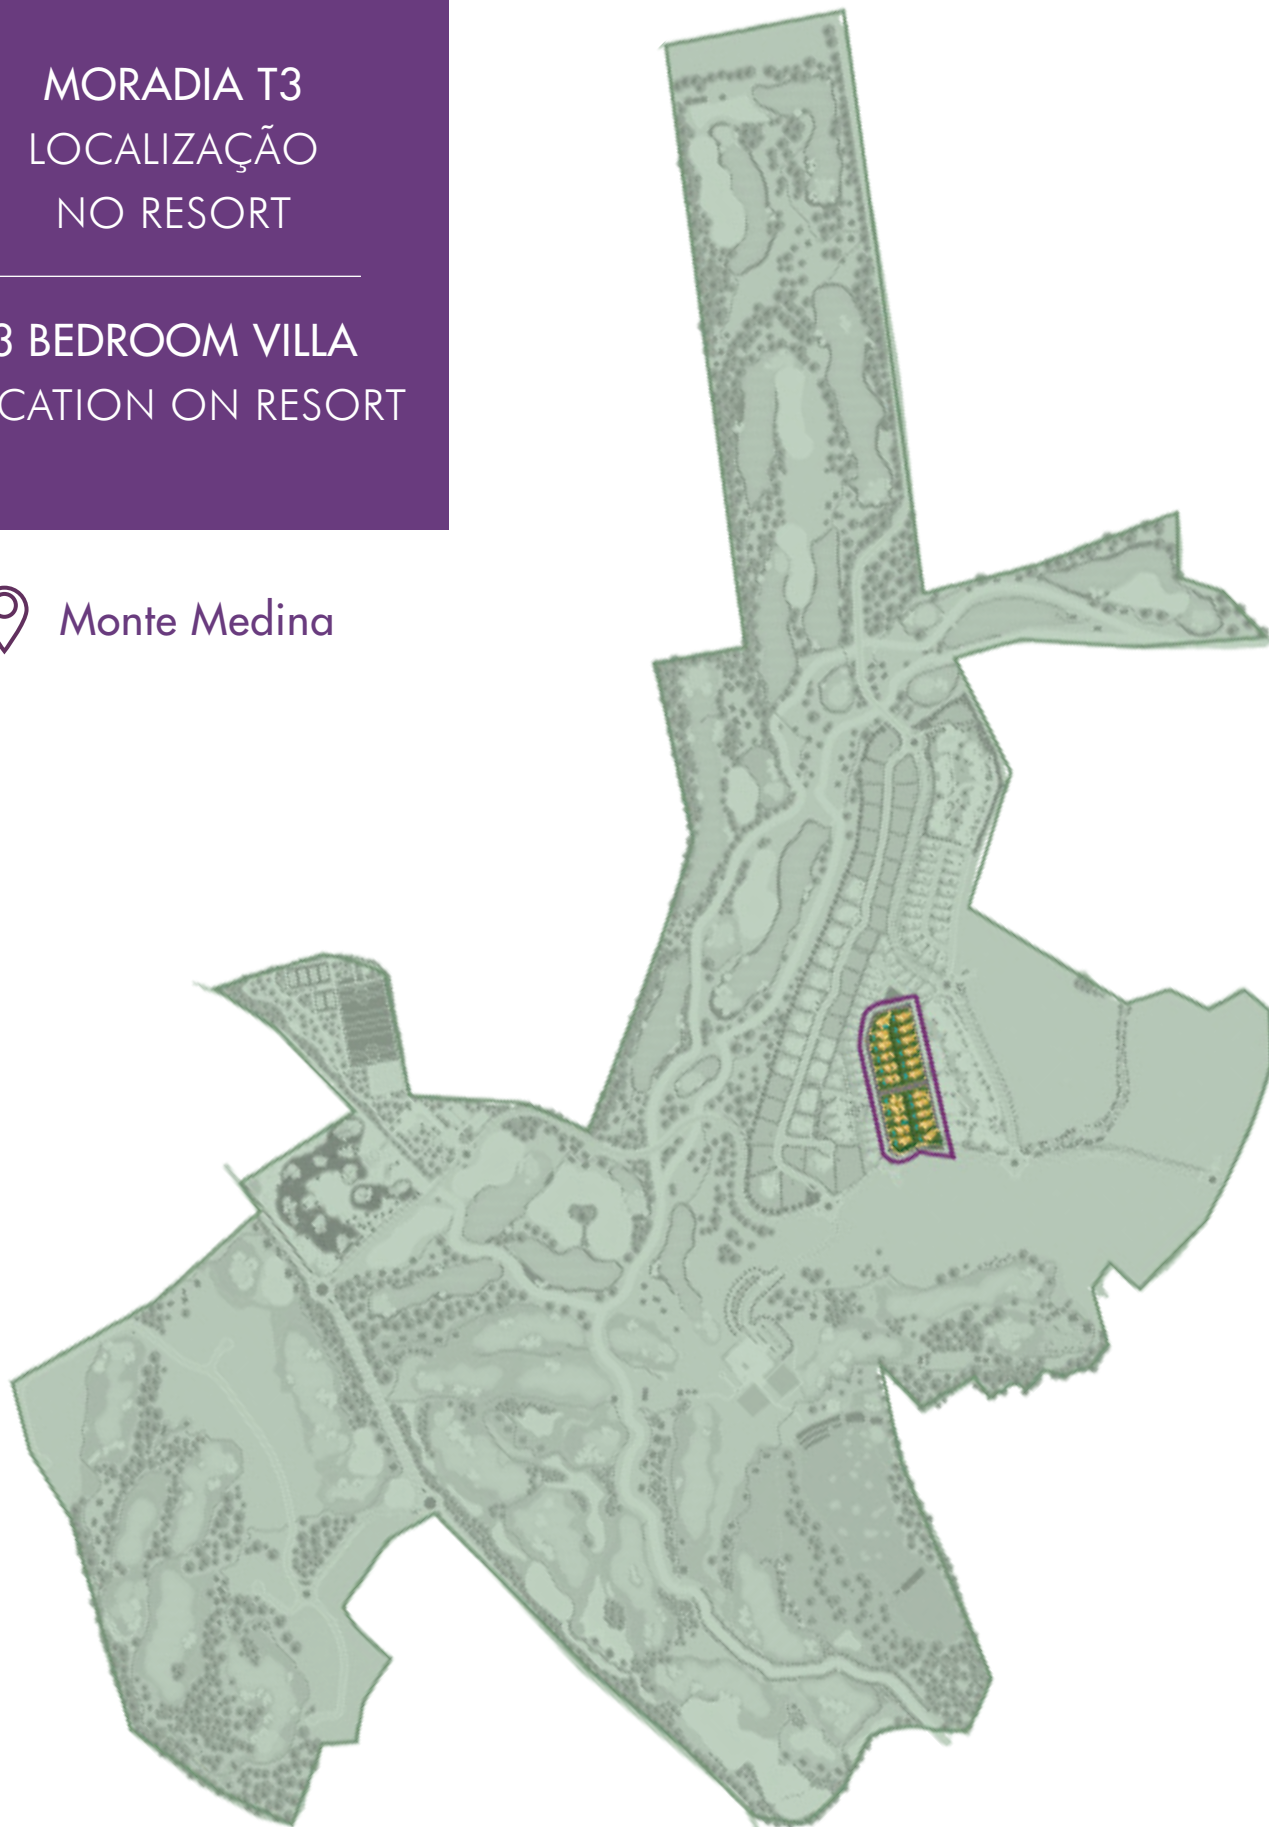 MORADIA T3
LOCALIZAÇÃO
NO RESORT
3 BEDROOM VILLA
CATION ON RESORT
Monte Medina